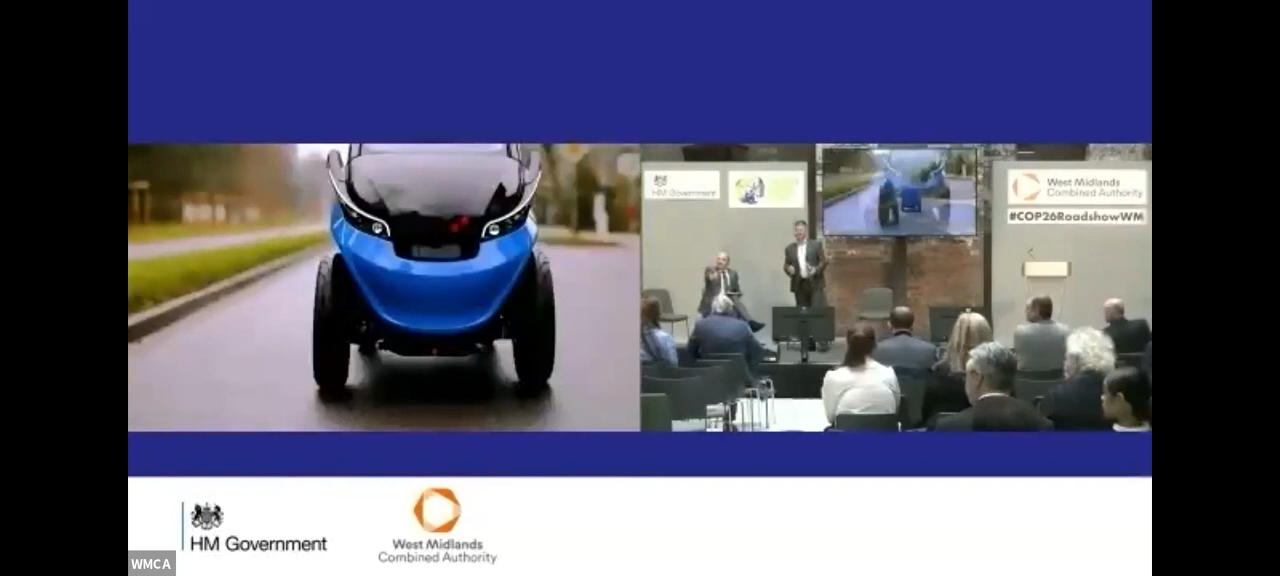 HM Government
West Midlands
Combined Authority
#COP26RoadshowWM
HM Government
West Midlands
Combined Authority
WMCA